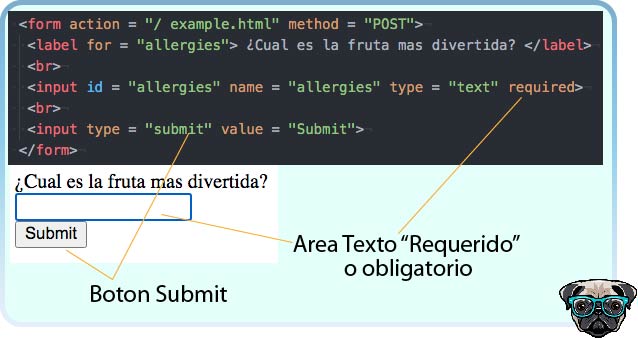 <form action = "/ example.html" method = "POST">
<label for = "allergies"> ¿Cual es la fruta mas divertida? </label>
<br>
<input id = "allergies" name = "allergies" type = "text" required>
<br>
<input type = "submit" value = "Submit">
</form>
¿Cual es la fruta mas divertida?
Submit
Area Texto “Requerido”
o obligatorio
Boton Submit